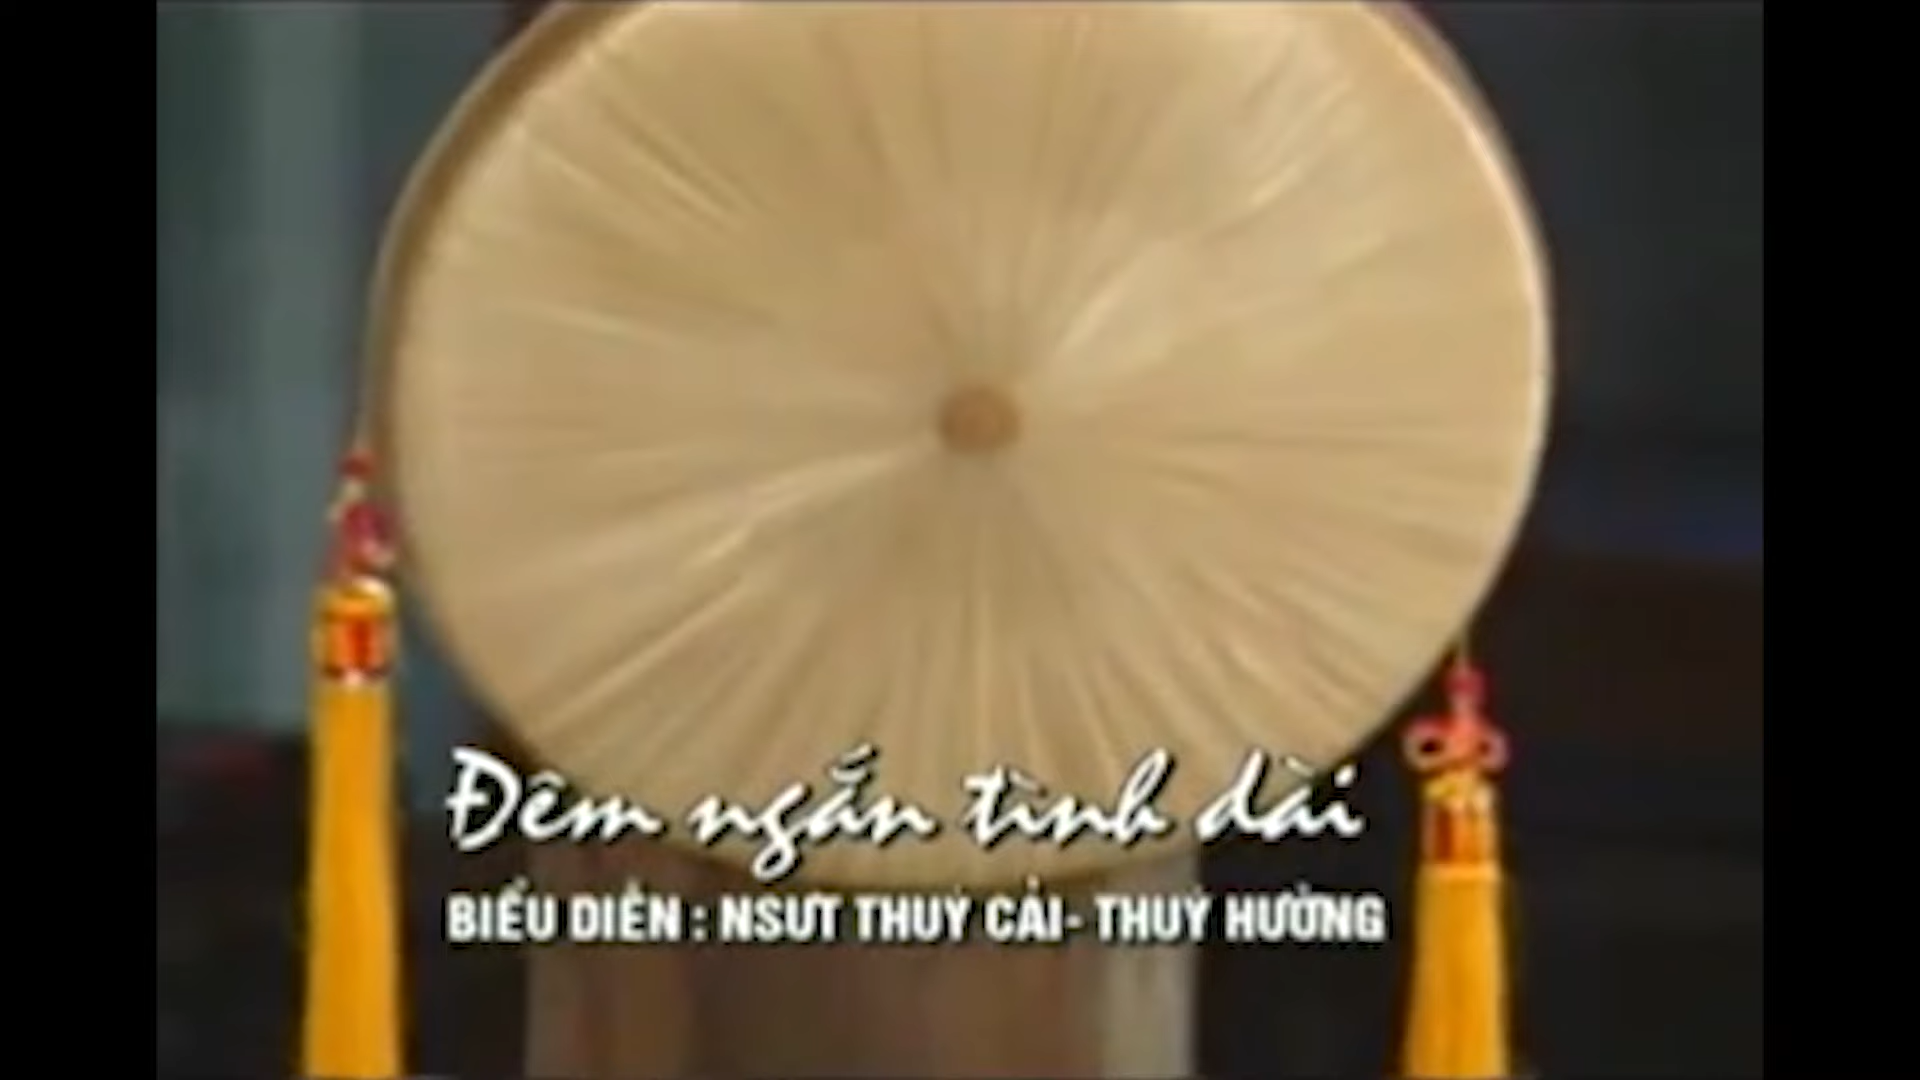 Đêm ngắn tình dài
BIỂU DIỄN : NSƯT THUÝ CẢI- THUÝ HƯỜNG